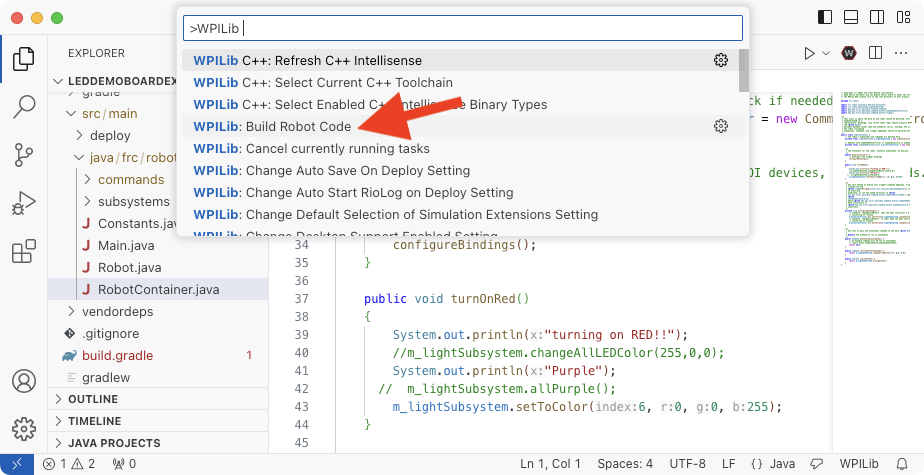 >WPILib
WPILib C++: Refresh C++ Intellisense
WPILib C++: Select Current C++ Toolchain
WPILib C++: Select Enabled C++ Intellisense Binary Types
WPILib: Build Robot Code
WPILib: Cancel currently running tasks
WPILib: Change Auto Save On Deploy Setting
WPILib: Change Auto Start RioLog on Deploy Setting
WPILib: Change Default Selection of Simulation Extensions Setting
WPILib: Change Desktop Support Enabled Setting
EXPLORER
LEDDEMOBOARDEX
gradle
src/main
deploy
java/frc/robot
commands
subsystems
Constants.java
Main.java
Robot.java
RobotContainer.java
vendordeps
.gitignore
build.gradle 1
gradlew
OUTLINE
TIMELINE
JAVA PROJECTS
ck if needed
r = new Comm
OI devices,
34 configureBindings();
35 }
36
37 public void turnOnRed()
38 {
39 System.out.println(x:"turning on RED!!");
40 //m_lightSubsystem.changeAllLEDColor(255,0,0);
41 System.out.println(x:"Purple");
42 // m_lightSubsystem.allPurple();
43 m_lightSubsystem.setToColor(index:6, r:0, g:0, b:255);
44 }
45
1 2 0 Ln 1, Col 1 Spaces: 4 UTF-8 LF {} Java WPILib